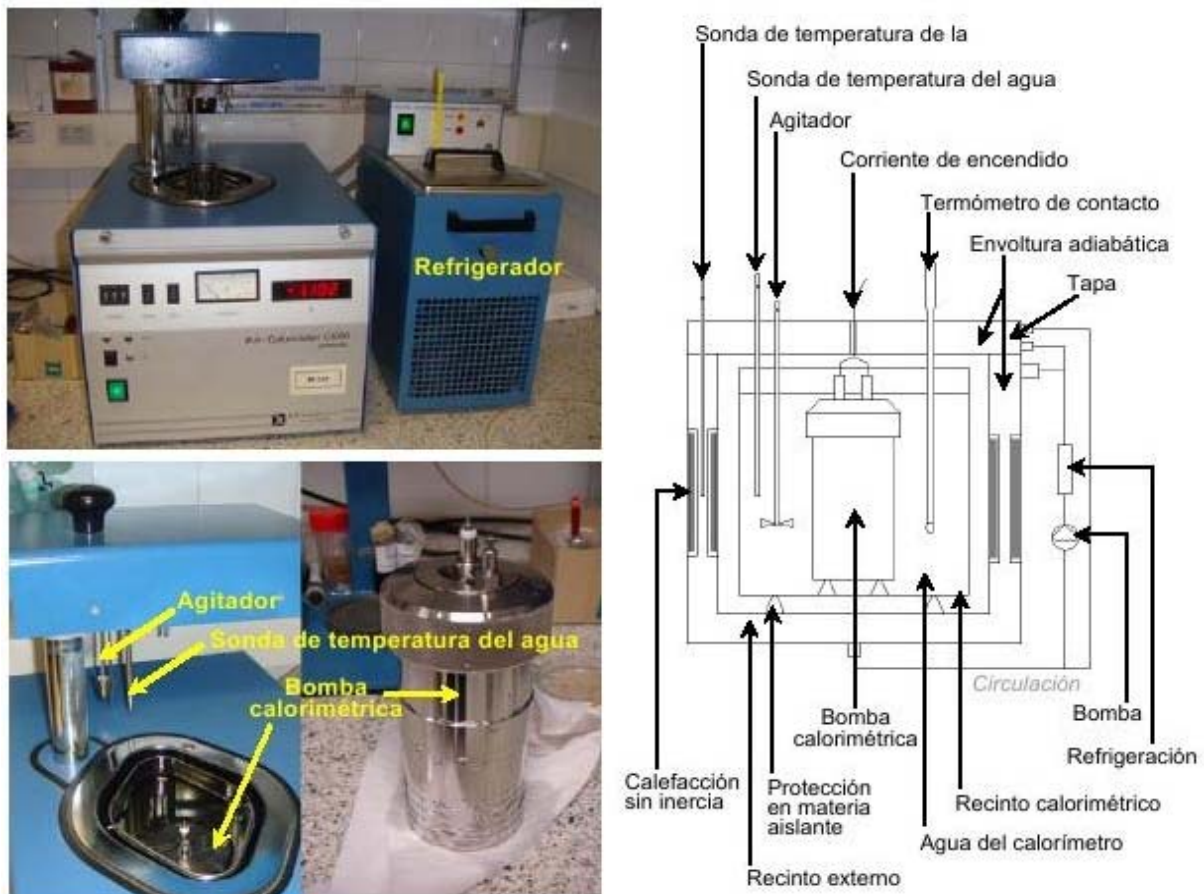 Refrigerador
-1.102
Agitador
Sonda de temperatura del agua
Bomba
calorimétrica
Sonda de temperatura de la
Sonda de temperatura del agua
Agitador
Corriente de encendido
Termómetro de contacto
Envoltura adiabática
Tapa
Circulación
Bomba
Refrigeración
Bomba
calorimétrica
Calefacción
sin inercia
Protección
en materia
aislante
Recinto calorimétrico
Agua del calorímetro
Recinto externo